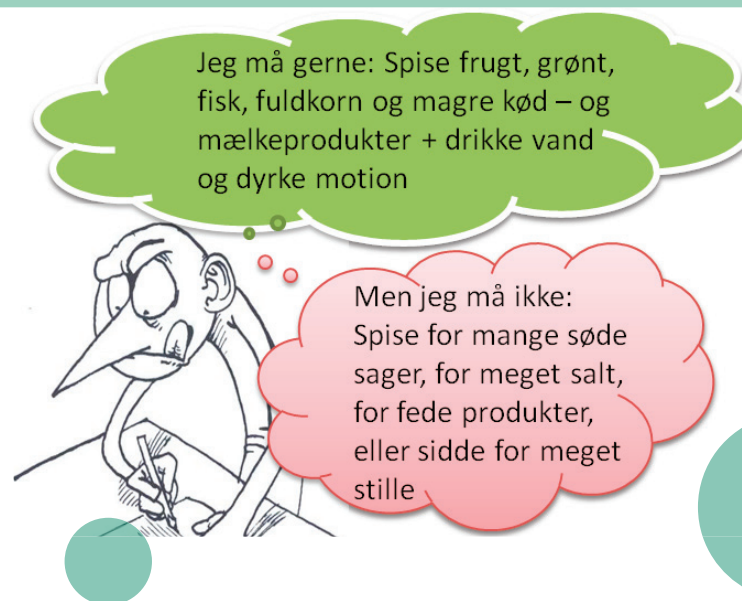 Jeg må gerne: Spise frugt, grønt,
fisk, fuldkorn og magre kød – og
mælkeprodukter + drikke vand
og dyrke motion
Men jeg må ikke:
Spise for mange søde
sager, for meget salt,
for fede produkter,
eller sidde for meget
stille